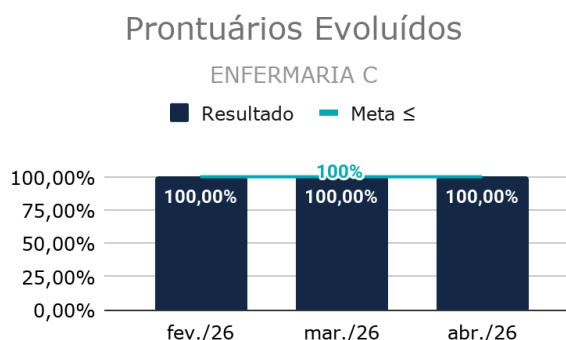 Prontuários Evoluídos
ENFERMARIA C
Resultado Meta ≤
100%
100,00% 100,00% 100,00% 100,00%
75,00%
50,00%
25,00%
0,00%
fev./26 mar./26 abr./26